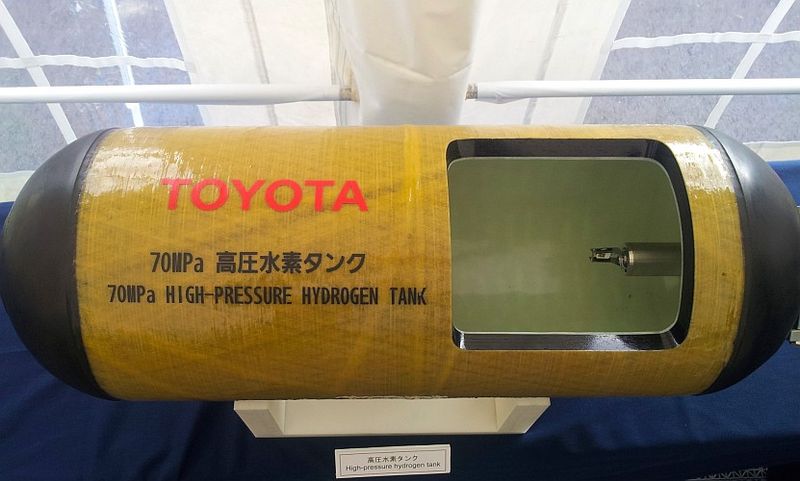 TOYOTA
70MPa 高圧水素タンク
70MPa HIGH-PRESSURE HYDROGEN TANK
高圧水素タンク
High-pressure hydrogen tank